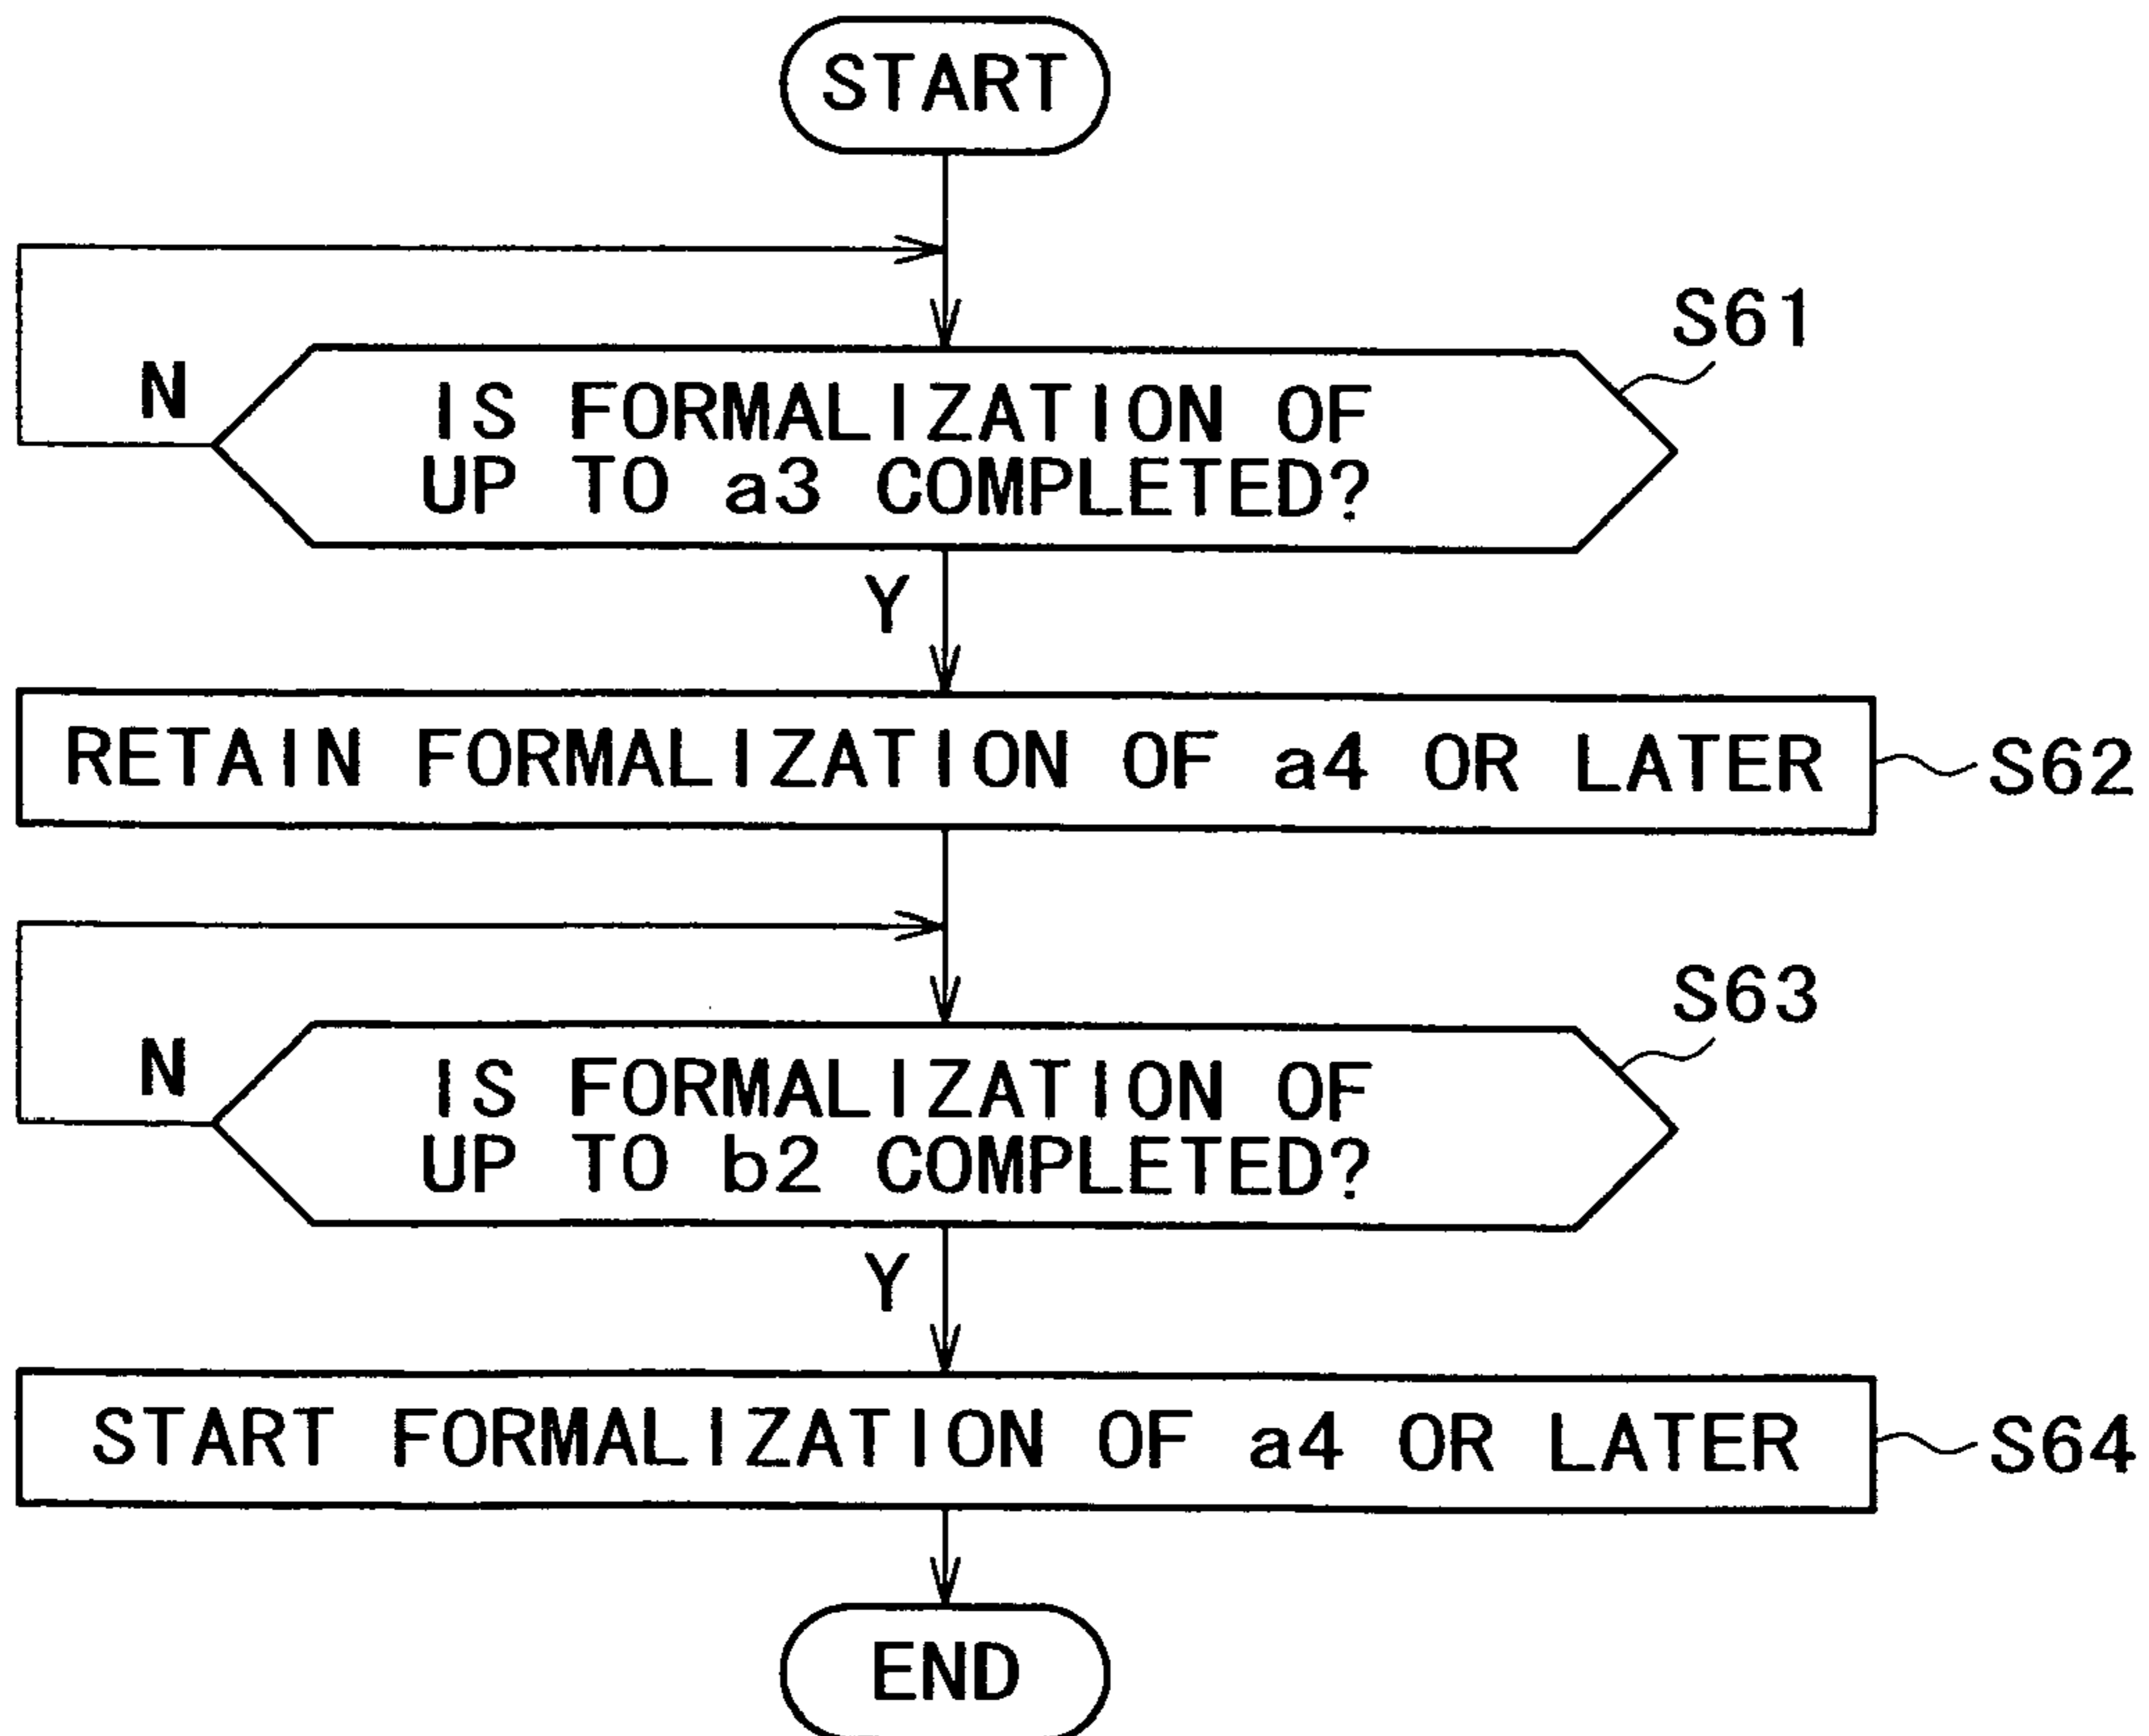 START
S61
N
IS FORMALIZATION OF
UP TO a3 COMPLETED?
Y
RETAIN FORMALIZATION OF a4 OR LATER
S62
S63
N
IS FORMALIZATION OF
UP TO b2 COMPLETED?
Y
START FORMALIZATION OF a4 OR LATER
S64
END